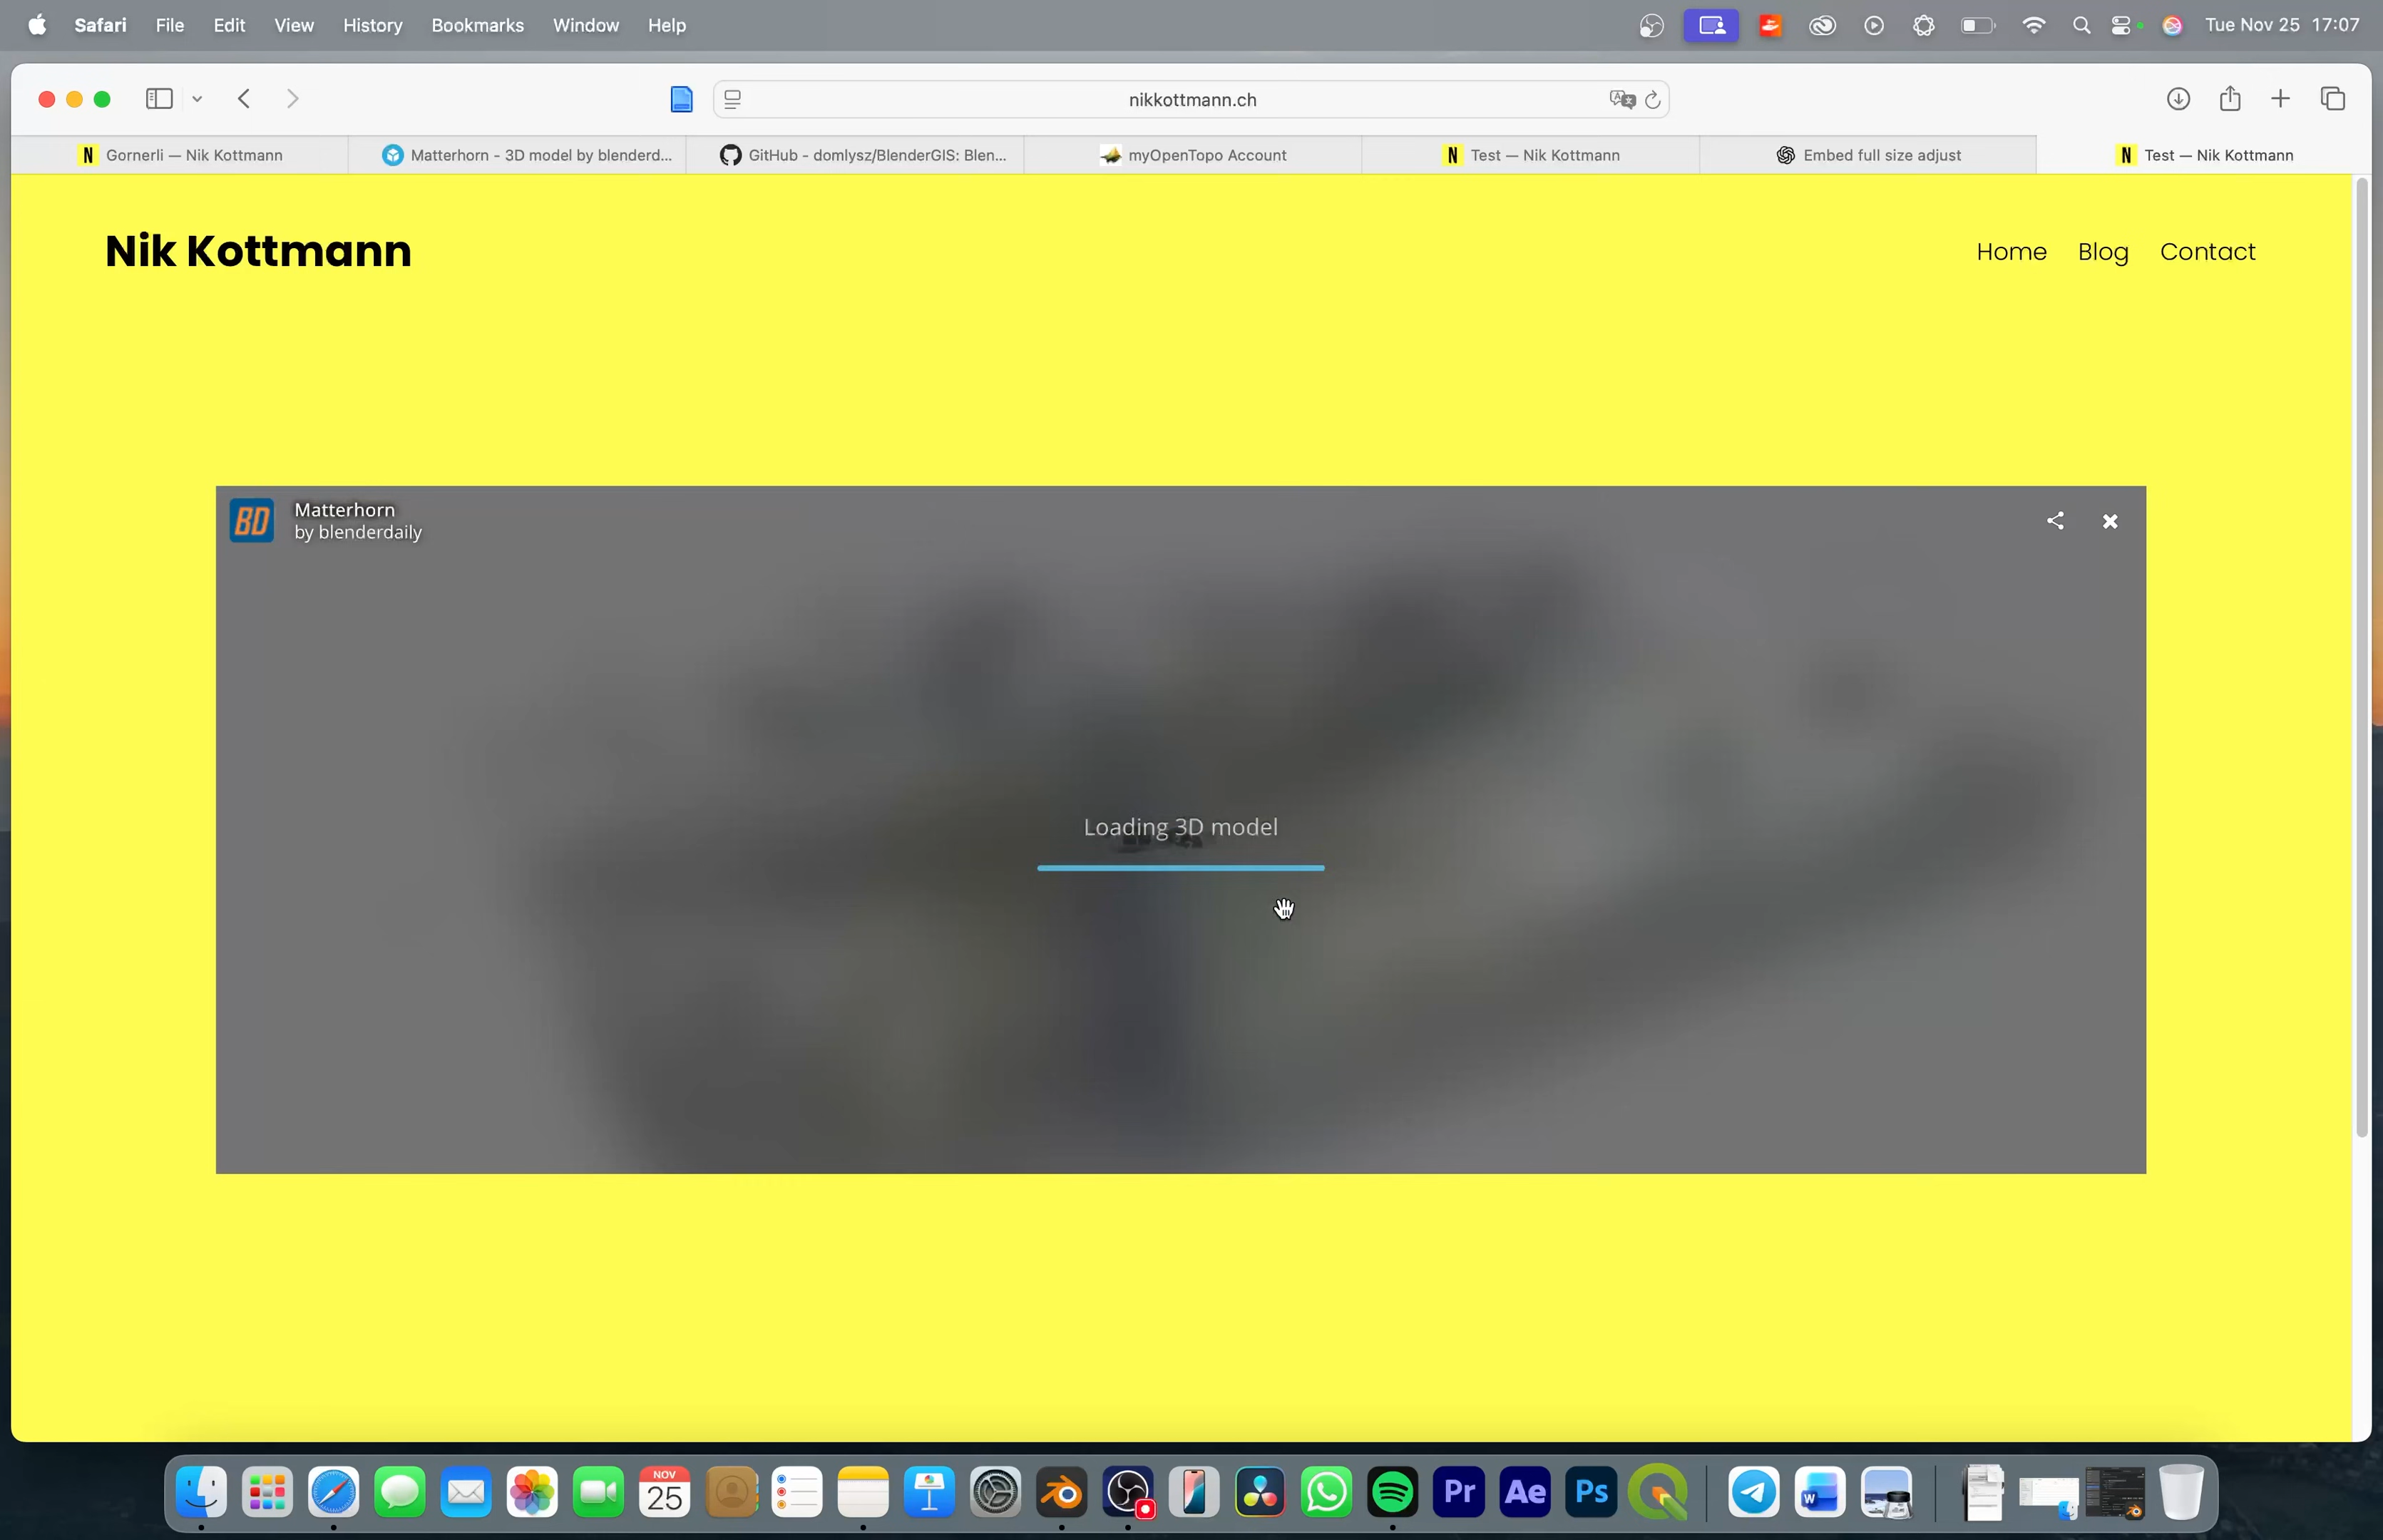 Safari File Edit View History Bookmarks Window Help Tue Nov 25 17:07
nikkottmann.ch
N Gornerli — Nik Kottmann
Matterhorn - 3D model by blenderd...
GitHub - domlysz/BlenderGIS: Blen...
myOpenTopo Account
N Test — Nik Kottmann
Embed full size adjust
N Test — Nik Kottmann
Nik Kottmann
Home Blog Contact
BD Matterhorn
by blenderdaily
Loading 3D model
NOV
25
W
Pr Ae Ps